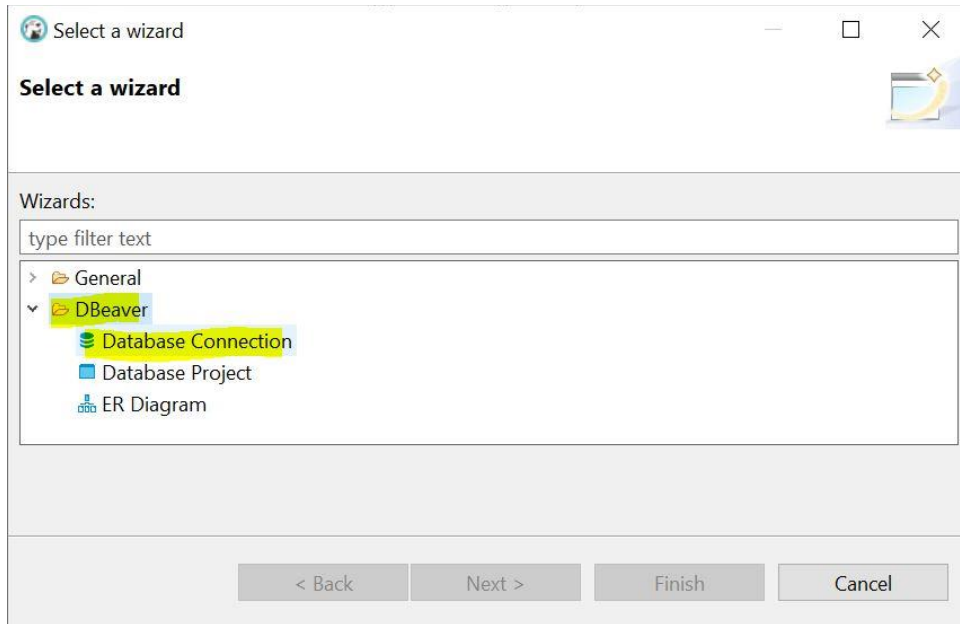 Select a wizard
Select a wizard
Wizards:
type filter text
General
DBeaver
Database Connection
Database Project
ER Diagram
< Back Next > Finish Cancel